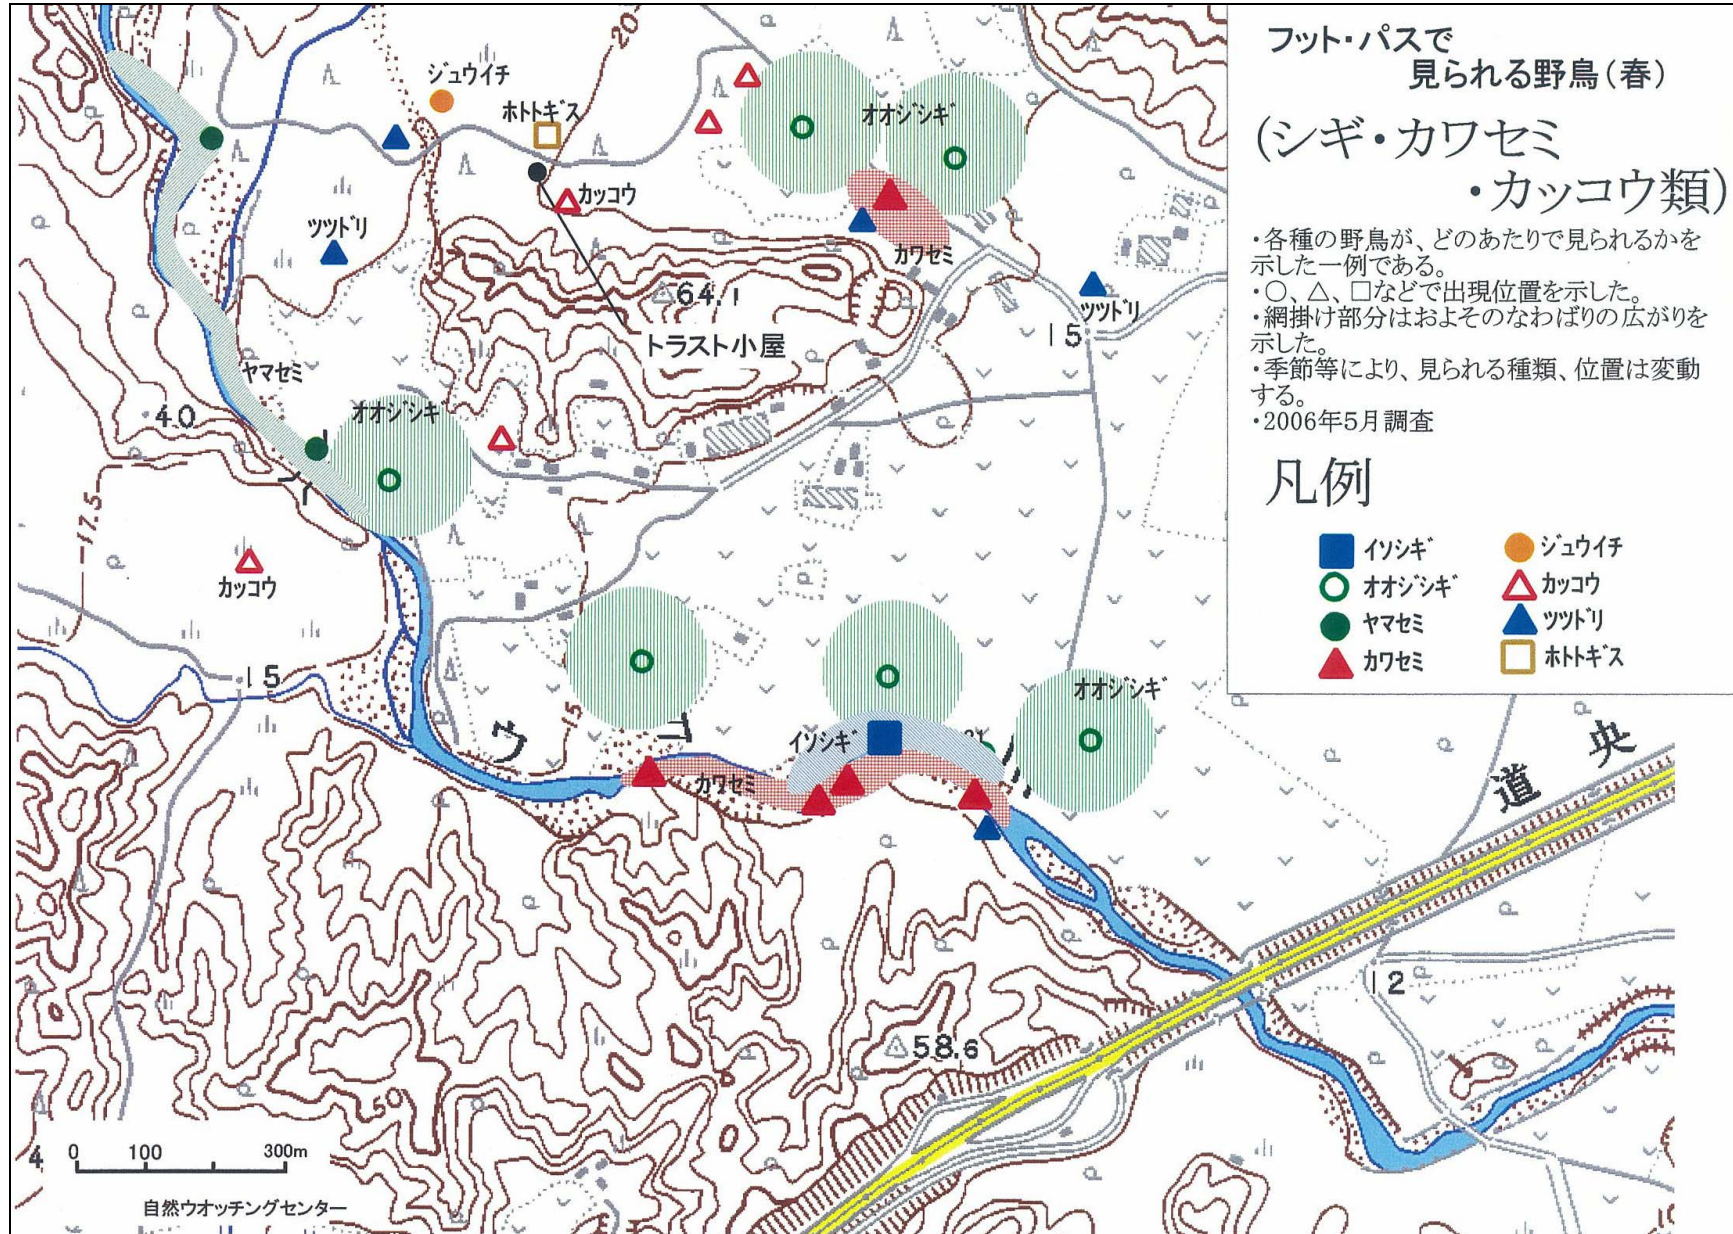 フット・パスで
見られる野鳥（春）
（シギ・カワセミ
・カッコウ類）
・各種の野鳥が、どのあたりで見られるかを
示した一例である。
・○、△、□などで出現位置を示した。
・網掛け部分はおよそのなわばりの広がりを
示した。
・季節等により、見られる種類、位置は変動
する。
・2006年5月調査
凡例
イソシギ
オオジシギ
ヤマセミ
カワセミ
ジュウイチ
カッコウ
ツツドリ
ホトトギス
20
ジュウイチ
ホトトギス
オオジシギ
カッコウ
ツツドリ
カワセミ
64.1
ツツドリ
15
トラスト小屋
ヤマセミ
40
オオジシギ
17.5
カッコウ
15
オオジシギ
15
ウ
イソシギ
カワセミ
央
道
12
58.6
50
4
0 100 300m
自然ウオッチングセンター